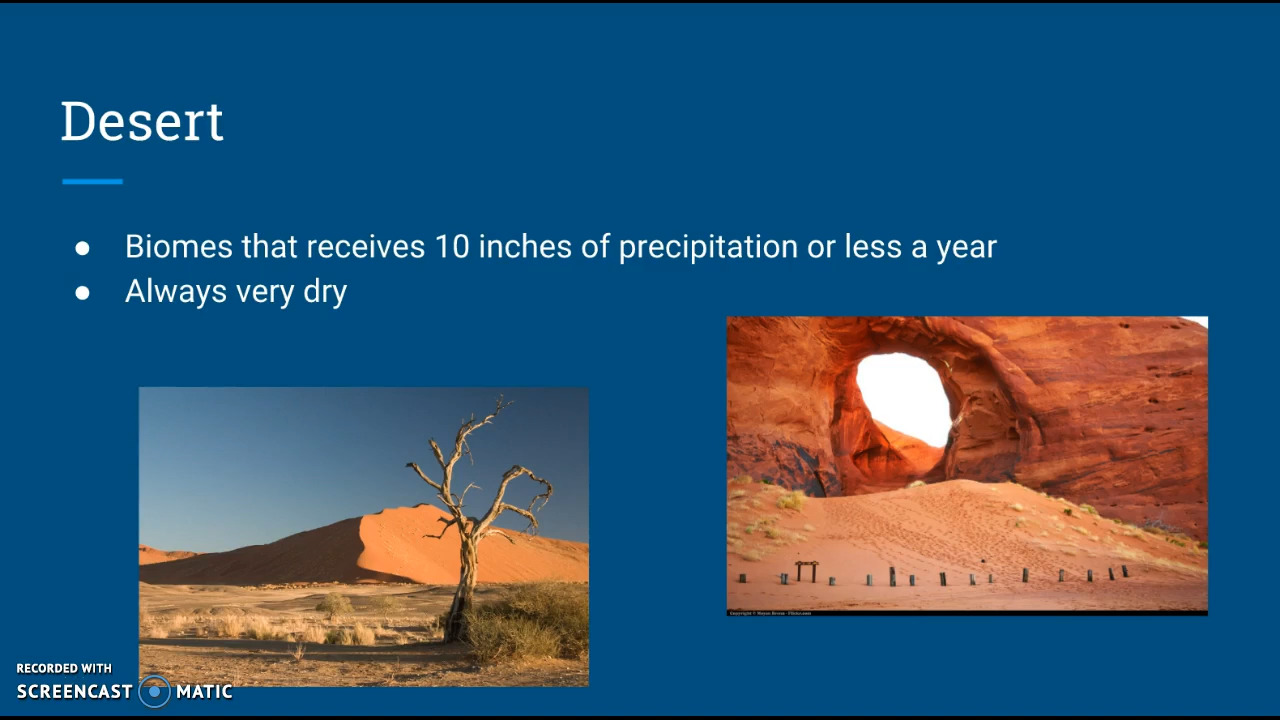 Desert
● Biomes that receives 10 inches of precipitation or less a year
● Always very dry
RECORDED WITH
SCREENCAST MATIC